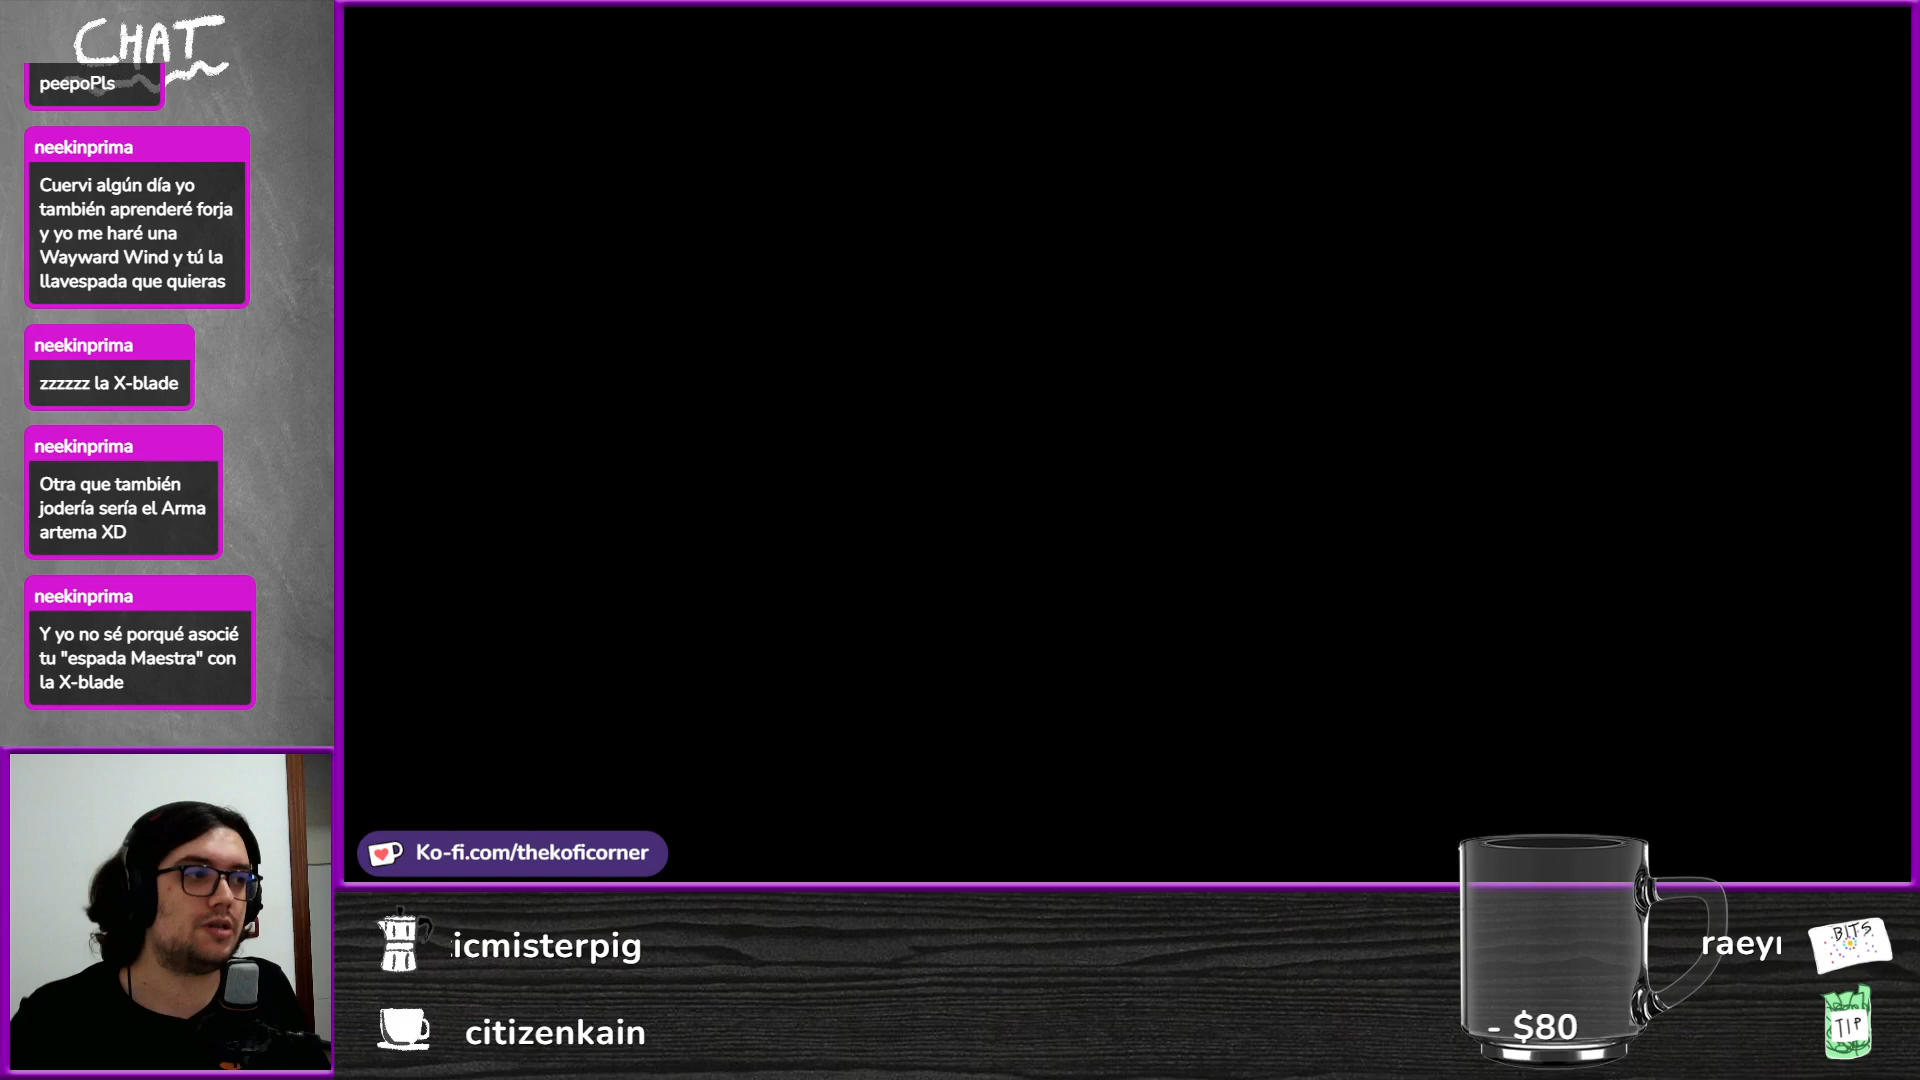 CHAT
peepoPls
neekinprima
Cuervi algún día yo
también aprenderé forja
y yo me haré una
Wayward Wind y tú la
llavespada que quieras
neekinprima
zzzzzz la X-blade
neekinprima
Otra que también
jodería sería el Arma
artema XD
neekinprima
Y yo no sé porqué asocié
tu "espada Maestra" con
la X-blade
Ko-fi.com/thekoficorner
icmisterpig
citizenkain
- $80
raey
BITS
TIP